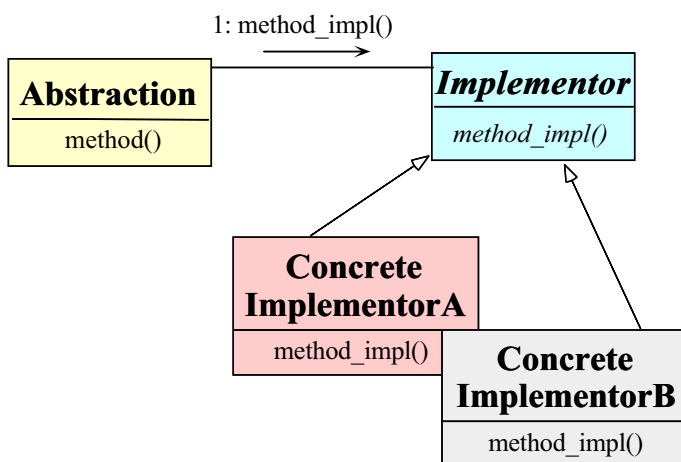 1: method_impl()
Abstraction
method()
Implementor
method_impl()
Concrete
ImplementorA
method_impl()
Concrete
ImplementorB
method_impl()